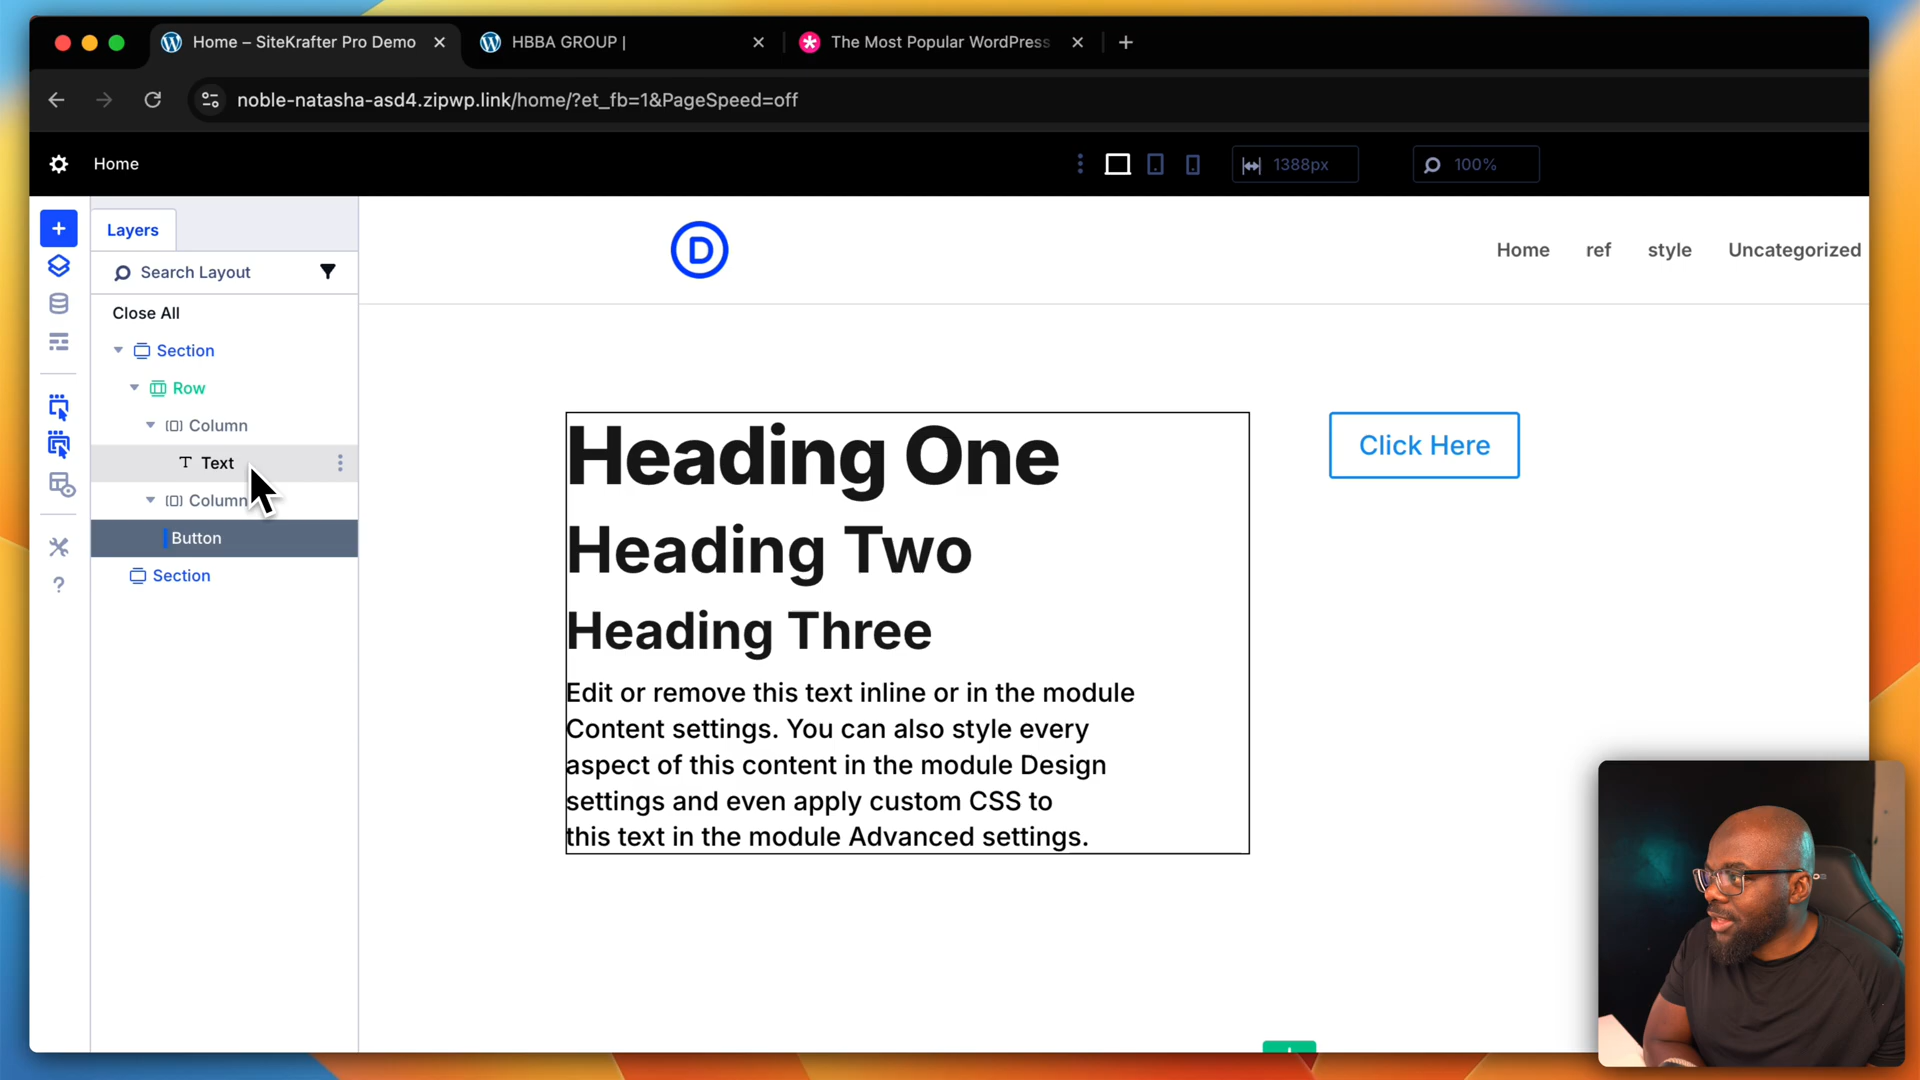 Home – SiteKrafter Pro Demo
HBBA GROUP |
The Most Popular WordPress
noble-natasha-asd4.zipwp.link/home/?et_fb=1&PageSpeed=off
Home
1388px
100%
Layers
Search Layout
Close All
Section
Row
Column
Text
Column
Button
Section
D
Home
ref
style
Uncategorized
Heading One
Heading Two
Heading Three
Edit or remove this text inline or in the module
Content settings. You can also style every
aspect of this content in the module Design
settings and even apply custom CSS to
this text in the module Advanced settings.
Click Here